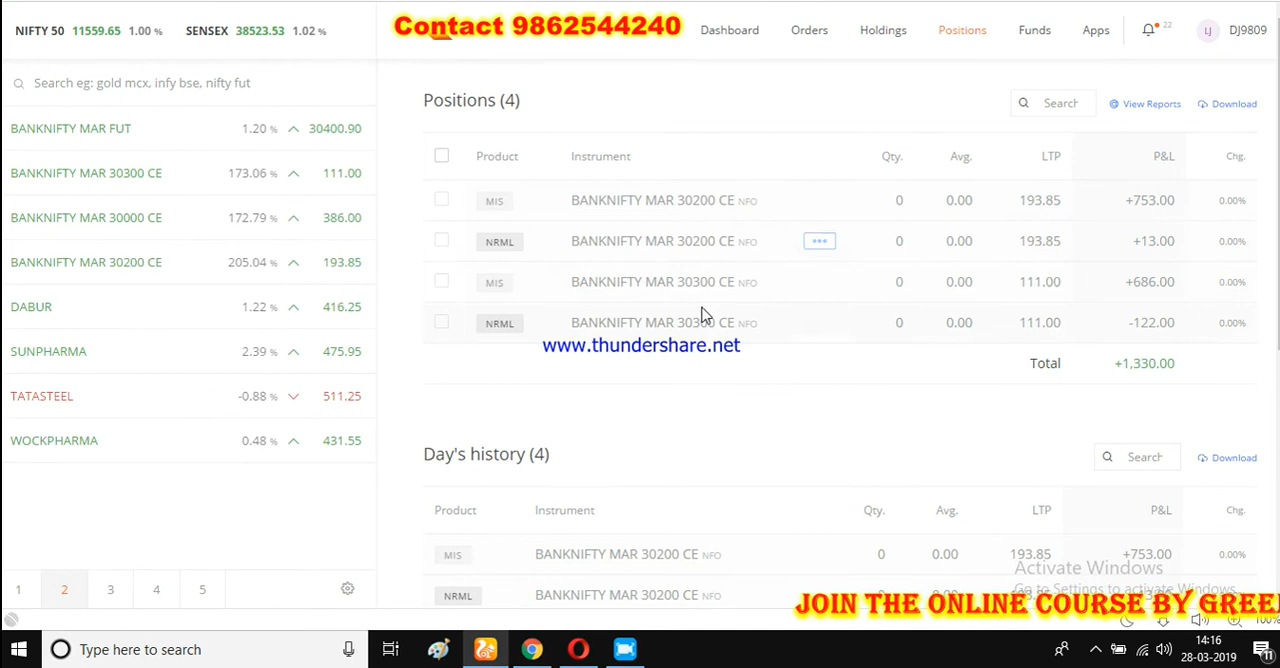 NIFTY 50 11559.65 1.00 % SENSEX 38523.53 1.02 %
Contact 9862544240
Dashboard Orders Holdings Positions Funds Apps 22 IJ DJ9809
Search eg: gold mcx, infy bse, nifty fut
BANKNIFTY MAR FUT 1.20 % 30400.90
BANKNIFTY MAR 30300 CE 173.06 % 111.00
BANKNIFTY MAR 30000 CE 172.79 % 386.00
BANKNIFTY MAR 30200 CE 205.04 % 193.85
DABUR 1.22 % 416.25
SUNPHARMA 2.39 % 475.95
TATASTEEL -0.88 % 511.25
WOCKPHARMA 0.48 % 431.55
1 2 3 4 5
Positions (4) Search View Reports Download
Product Instrument Qty. Avg. LTP P&L Chg.
MIS BANKNIFTY MAR 30200 CE NFO 0 0.00 193.85 +753.00 0.00%
NRML BANKNIFTY MAR 30200 CE NFO 0 0.00 193.85 +13.00 0.00%
MIS BANKNIFTY MAR 30300 CE NFO 0 0.00 111.00 +686.00 0.00%
NRML BANKNIFTY MAR 30300 CE NFO 0 0.00 111.00 -122.00 0.00%
www.thundershare.net
Total +1,330.00
Day's history (4) Search Download
Product Instrument Qty. Avg. LTP P&L Chg.
MIS BANKNIFTY MAR 30200 CE NFO 0 0.00 193.85 +753.00 0.00%
Activate Windows
Go to Settings to activate Windows.
NRML BANKNIFTY MAR 30200 CE NFO
JOIN THE ONLINE COURSE BY GREE
100%
Type here to search
14:16
28-03-2019
11